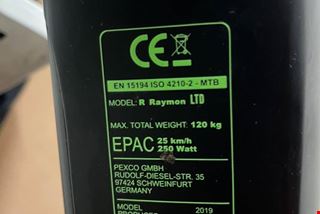 CE
EN 15194 ISO 4210-2 - MTB
MODEL: R Raymon LTD
MAX. TOTAL WEIGHT: 120 kg
EPAC 25 km/h
250 Watt
PEXCO GMBH
RUDOLF-DIESEL-STR. 35
97424 SCHWEINFURT
GERMANY
MODEL 2019